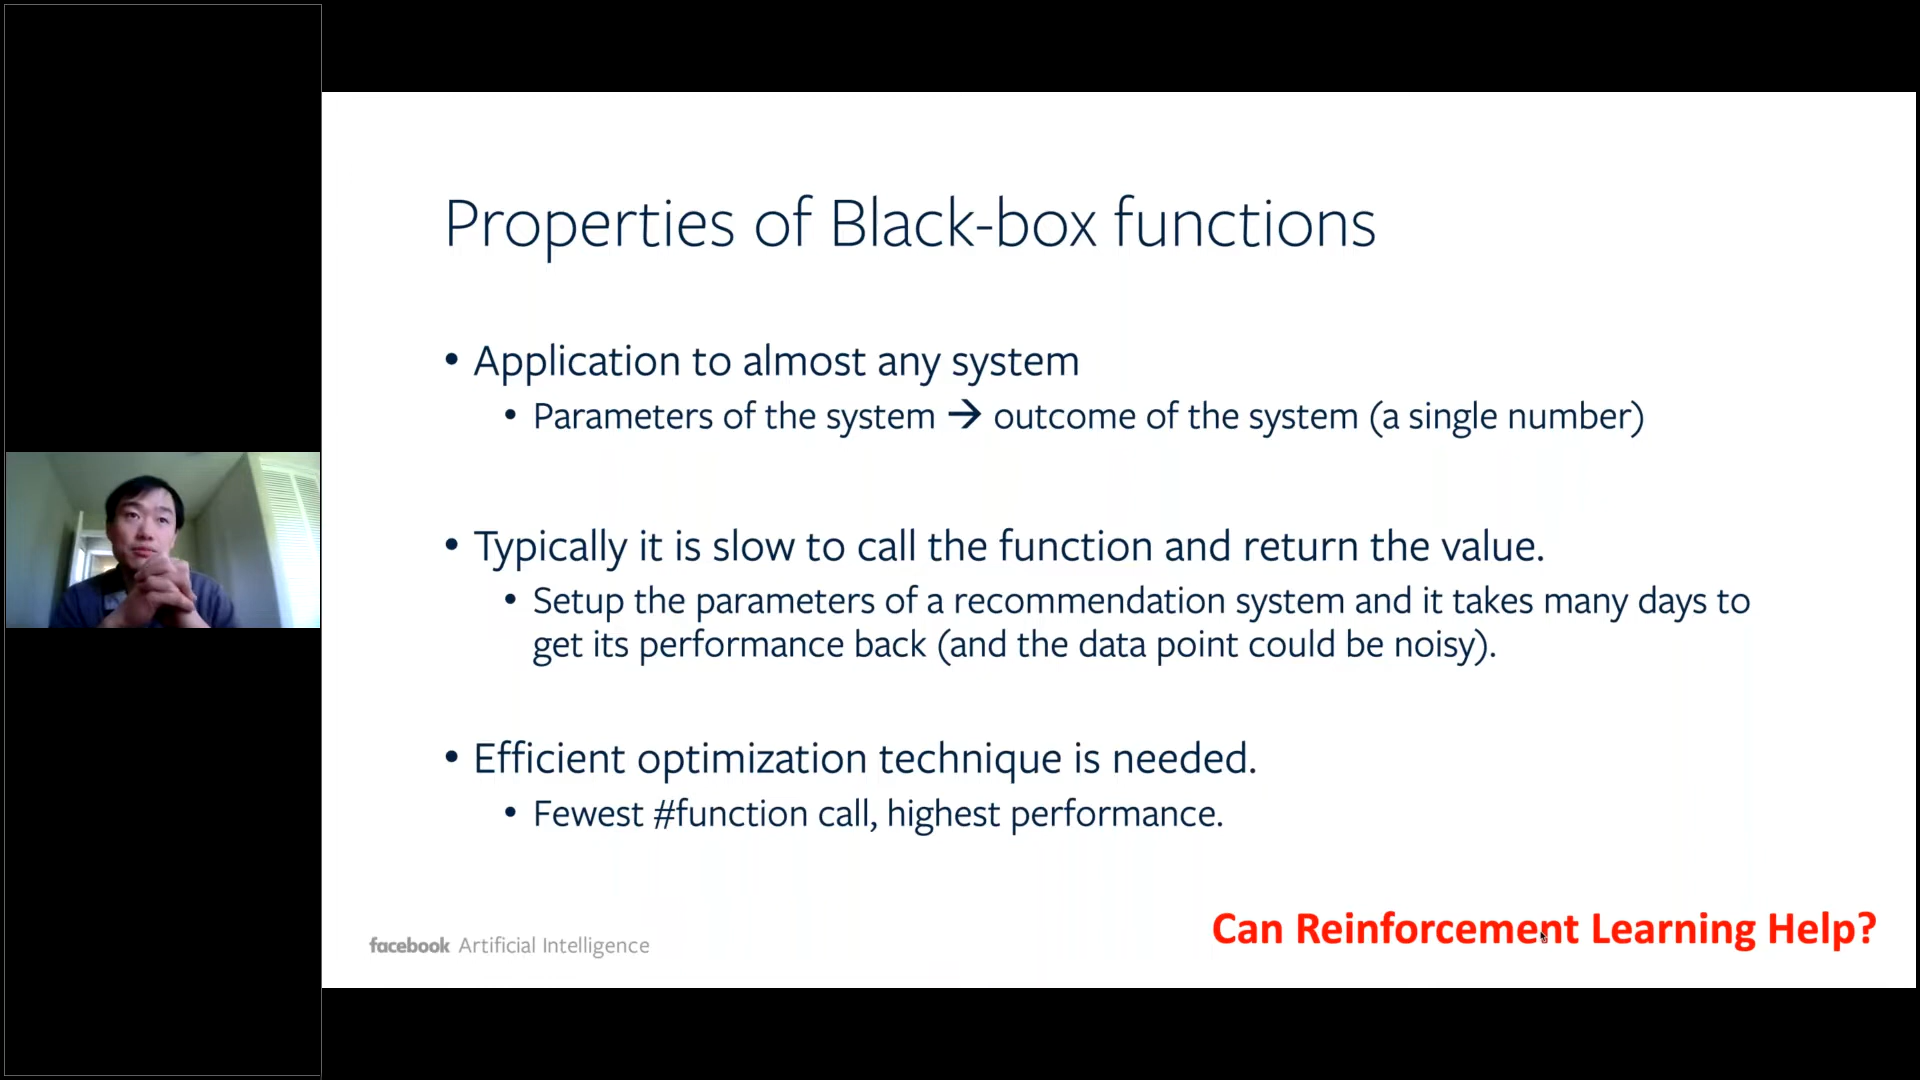 Properties of Black-box functions
• Application to almost any system
• Parameters of the system → outcome of the system (a single number)
• Typically it is slow to call the function and return the value.
• Setup the parameters of a recommendation system and it takes many days to
get its performance back (and the data point could be noisy).
• Efficient optimization technique is needed.
• Fewest #function call, highest performance.
facebook Artificial Intelligence
Can Reinforcement Learning Help?